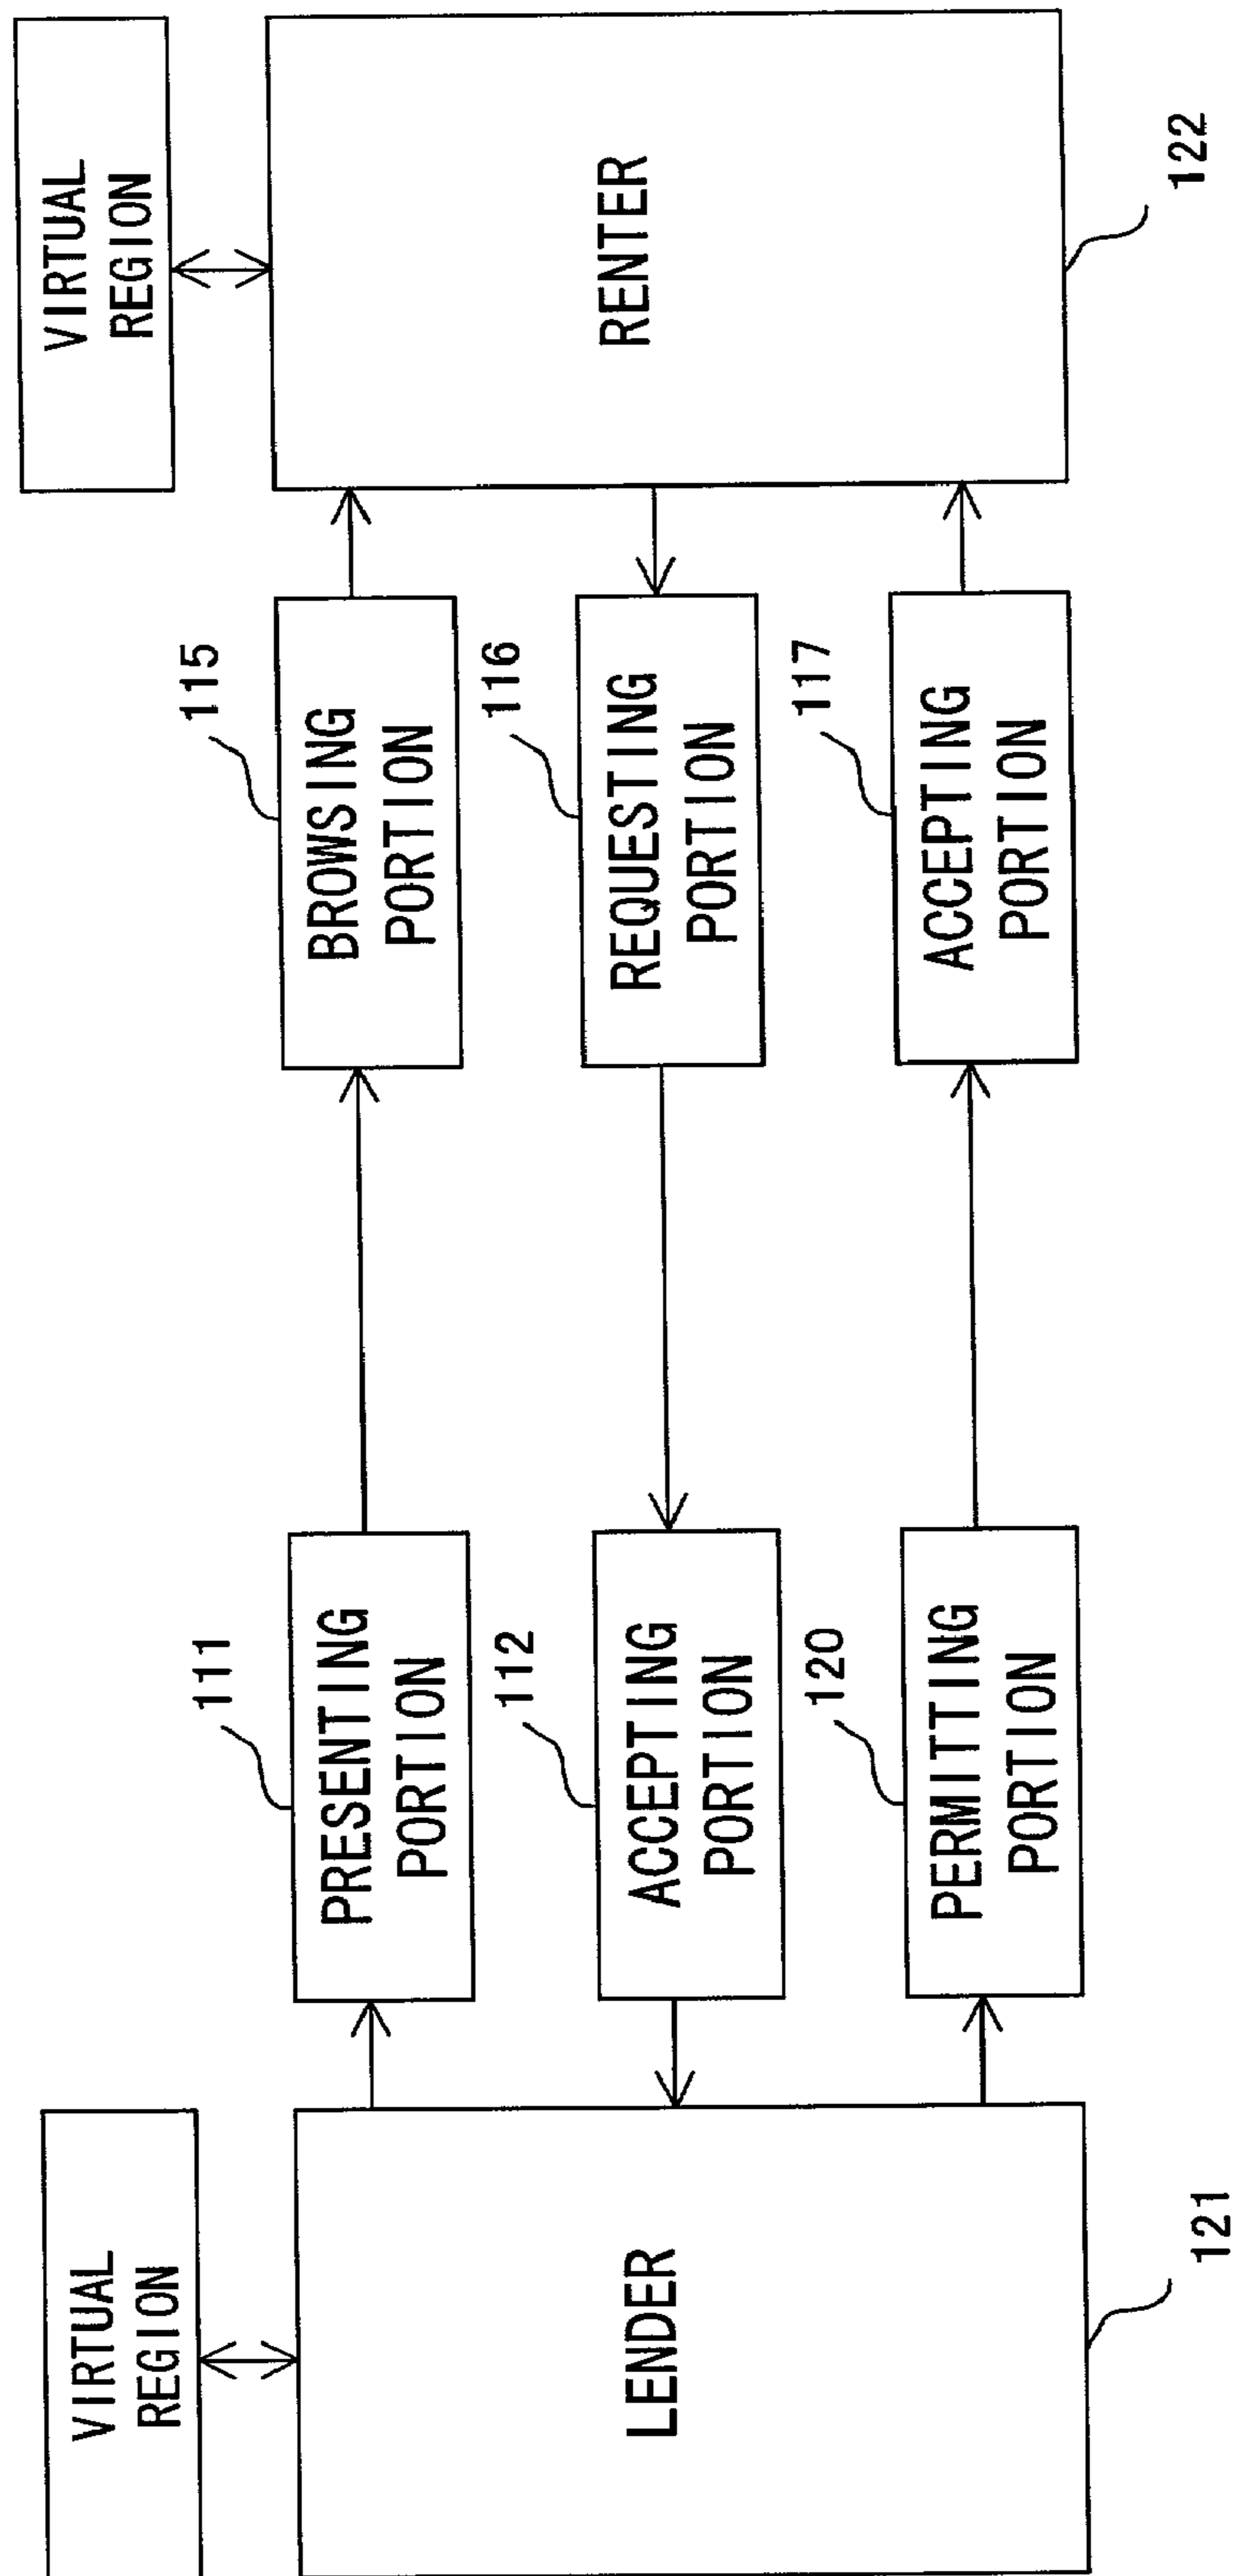 VIRTUAL
REGION
VIRTUAL
REGION
LENDER
121
111
PRESENTING
PORTION
115
BROWSING
PORTION
112
ACCEPTING
PORTION
116
REQUESTING
PORTION
120
PERMITTING
PORTION
117
ACCEPTING
PORTION
RENTER
122